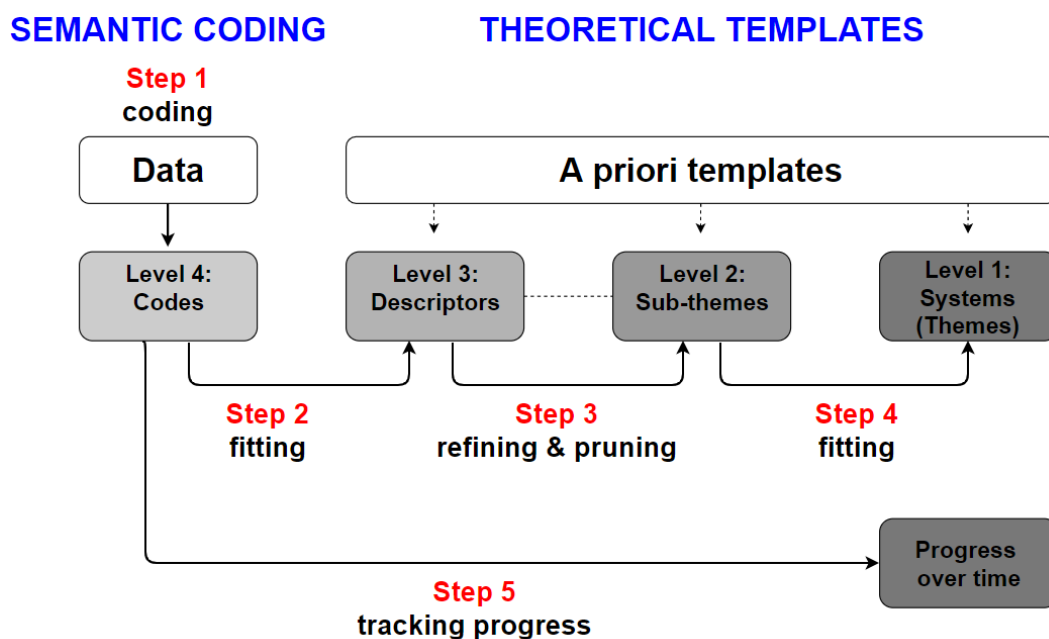 SEMANTIC CODING
THEORETICAL TEMPLATES
Step 1
coding
Data
A priori templates
Level 4:
Codes
Level 3:
Descriptors
Level 2:
Sub-themes
Level 1:
Systems
(Themes)
Step 2
fitting
Step 3
refining & pruning
Step 4
fitting
Progress
over time
Step 5
tracking progress